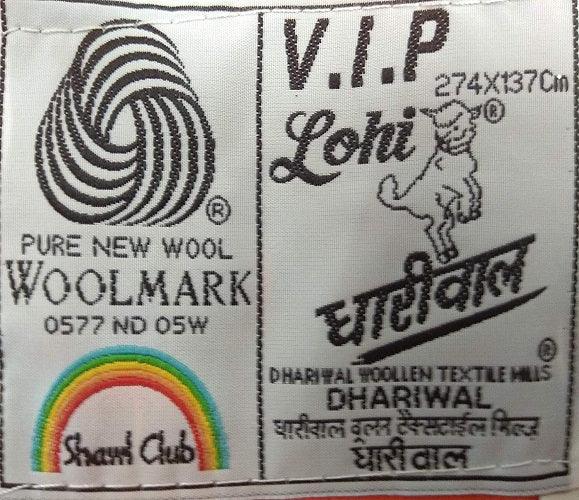 PURE NEW WOOL
WOOLMARK
0577 ND 05W
Shawl Club
V.I.P
274X137Cm
Lohi ®
धारीवाल
DHARIWAL WOOLLEN TEXTILE MILLS
DHARIWAL
धारीवाल वूलन टैक्सटाईल मिल्ज़
धारीवाल